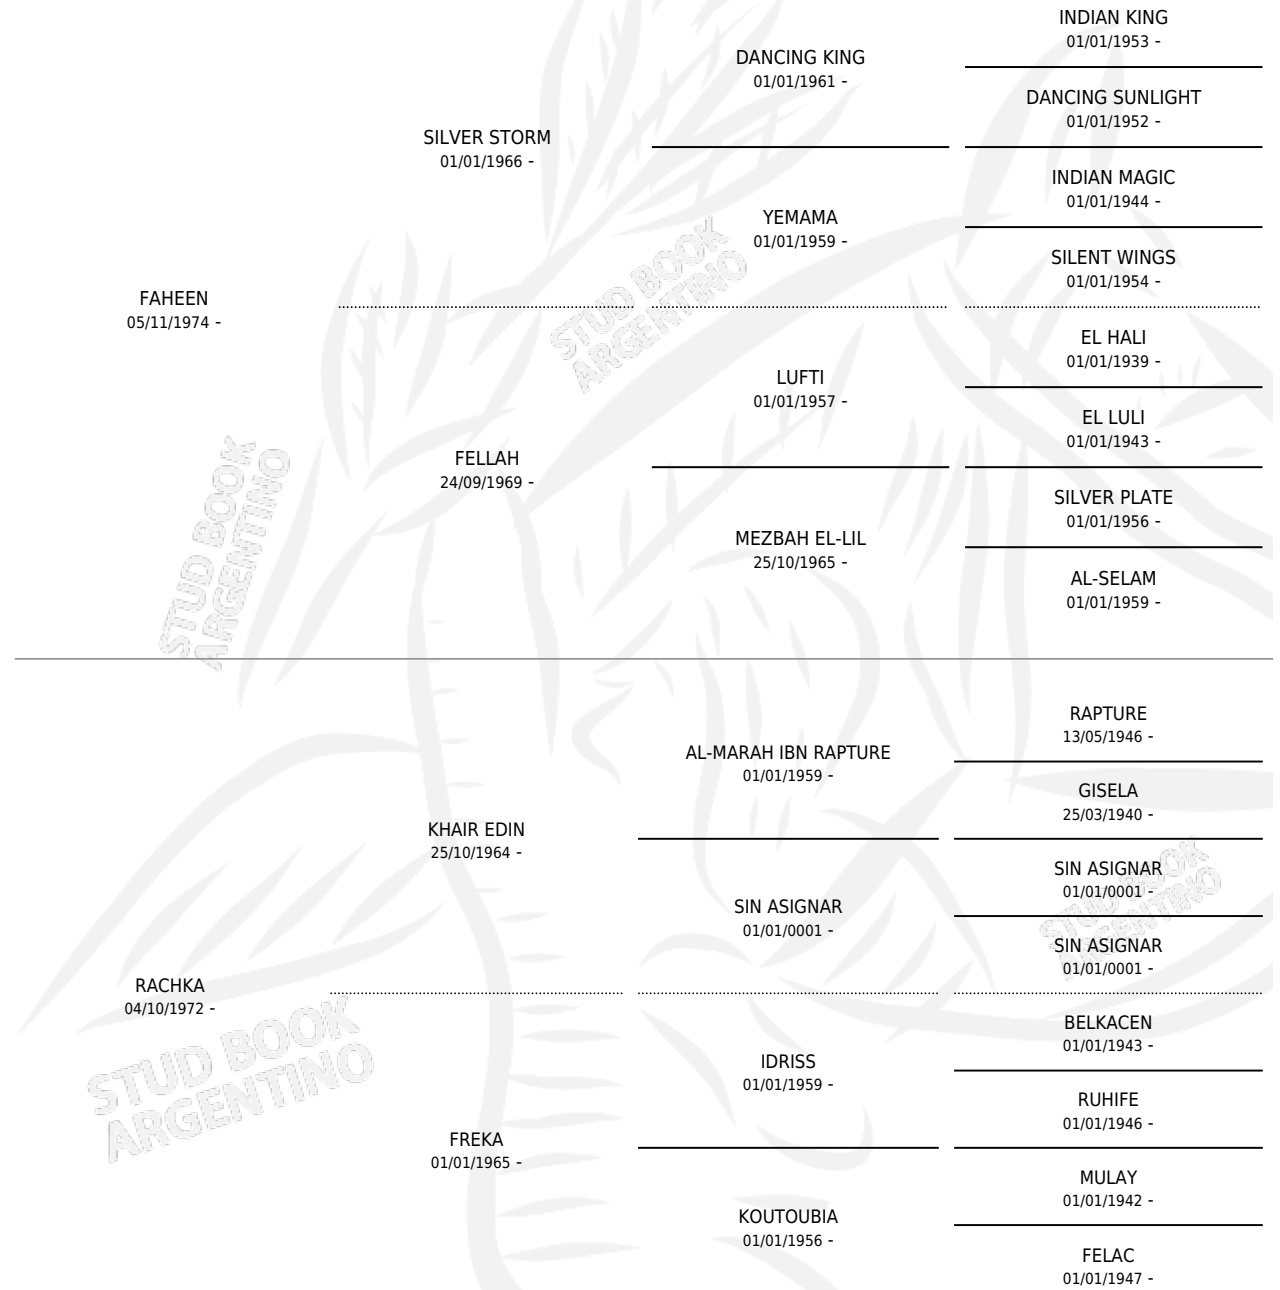 INDIAN KING
01/01/1953 -
DANCING KING
01/01/1961 -
DANCING SUNLIGHT
01/01/1952 -
SILVER STORM
01/01/1966 -
INDIAN MAGIC
01/01/1944 -
YEMAMA
01/01/1959 -
SILENT WINGS
01/01/1954 -
FAHEEN
05/11/1974 -
EL HALI
01/01/1939 -
LUFTI
01/01/1957 -
EL LULI
01/01/1943 -
FELLAH
24/09/1969 -
SILVER PLATE
01/01/1956 -
MEZBAH EL-LIL
25/10/1965 -
AL-SELAM
01/01/1959 -
RAPTURE
13/05/1946 -
AL-MARAH IBN RAPTURE
01/01/1959 -
GISELA
25/03/1940 -
KHAIR EDIN
25/10/1964 -
SIN ASIGNAR
01/01/0001 -
SIN ASIGNAR
01/01/0001 -
SIN ASIGNAR
01/01/0001 -
RACHKA
04/10/1972 -
BELKACEN
01/01/1943 -
IDRISS
01/01/1959 -
RUHIFE
01/01/1946 -
FREKA
01/01/1965 -
MULAY
01/01/1942 -
KOUTOUBIA
01/01/1956 -
FELAC
01/01/1947 -
STUD BOOK
ARGENTINO
STUD BOOK
ARGENTINO
STUD BOOK
ARGENTINO
STUD BOOK
ARGENTINO